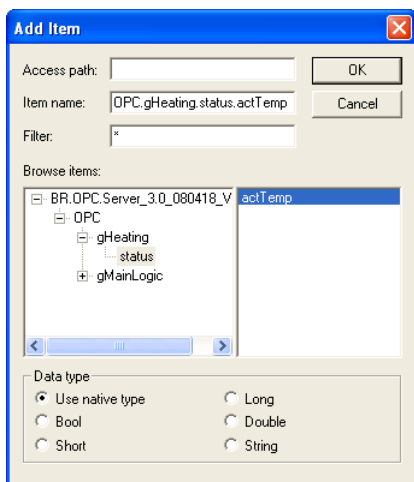 Add Item
Access path:
OK
Item name: OPC.gHeating.status.actTemp
Cancel
Filter: *
Browse items:
BR.OPC.Server_3.0_080418_V
actTemp
OPC
gHeating
status
gMainLogic
Data type
Use native type
Long
Bool
Double
Short
String